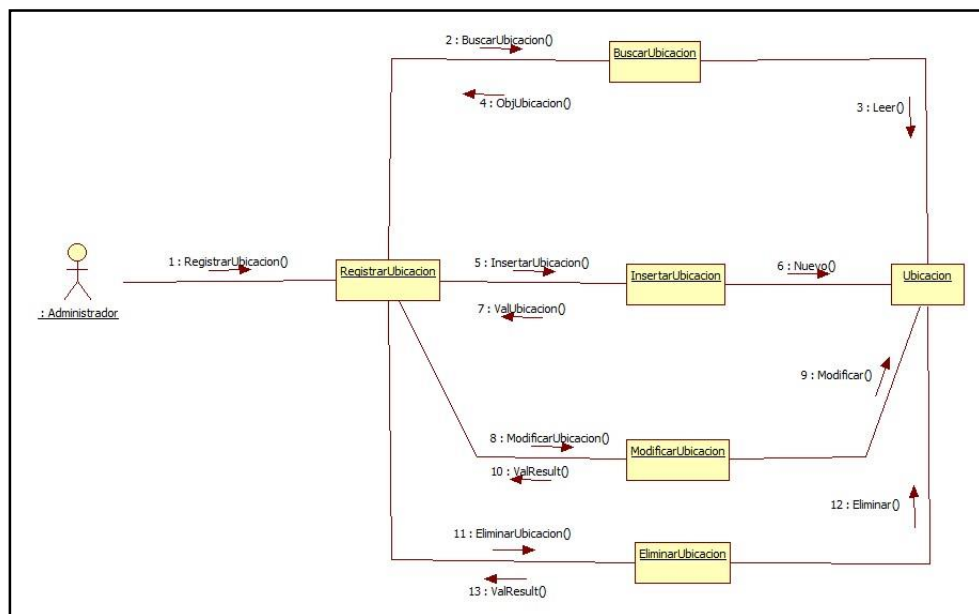 2 : BuscarUbicacion()
BuscarUbicacion
4 : ObjUbicacion()
3 : Leer()
1 : RegistrarUbicacion()
5 : InsertarUbicacion()
6 : Nuevo()
RegistrarUbicacion
InsertarUbicacion
Ubicacion
: Administrador
7 : ValUbicacion()
9 : Modificar()
8 : ModificarUbicacion()
ModificarUbicacion
10 : ValResult()
12 : Eliminar()
11 : EliminarUbicacion()
EliminarUbicacion
13 : ValResult()